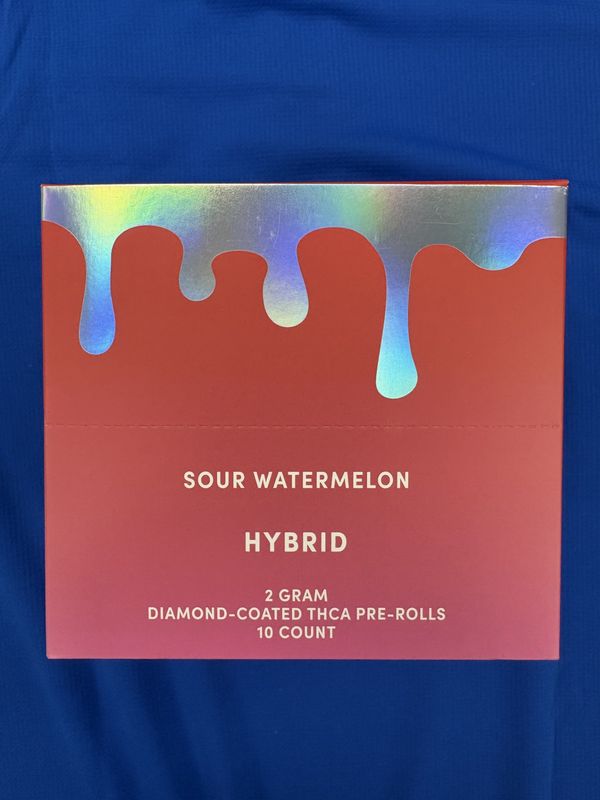 SOUR WATERMELON
HYBRID
2 GRAM
DIAMOND-COATED THCA PRE-ROLLS
10 COUNT